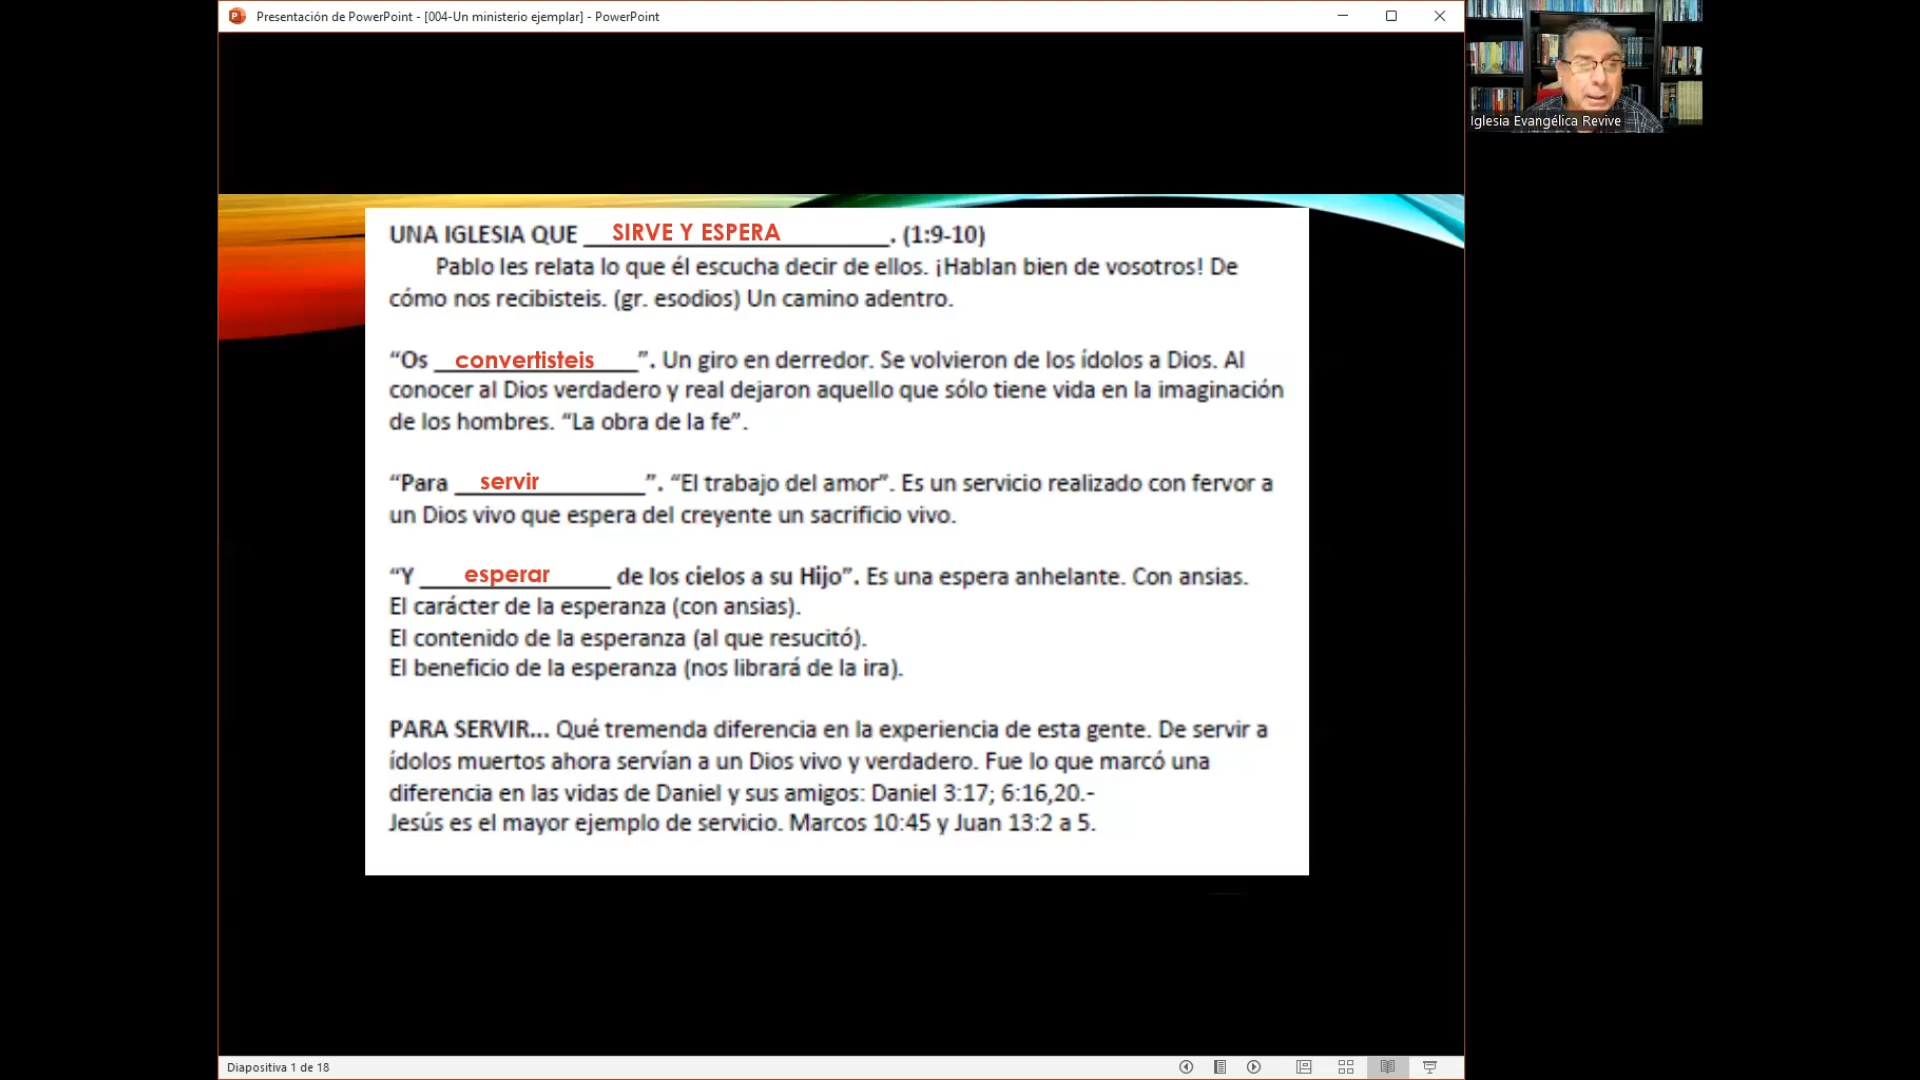 Presentación de PowerPoint - [004-Un ministerio ejemplar] - PowerPoint
Iglesia Evangélica Revive
UNA IGLESIA QUE ___SIRVE Y ESPERA___. (1:9-10)
Pablo les relata lo que él escucha decir de ellos. ¡Hablan bien de vosotros! De
cómo nos recibisteis. (gr. esodios) Un camino adentro.
“Os __convertisteis__”. Un giro en derredor. Se volvieron de los ídolos a Dios. Al
conocer al Dios verdadero y real dejaron aquello que sólo tiene vida en la imaginación
de los hombres. “La obra de la fe”.
“Para __servir__”. “El trabajo del amor”. Es un servicio realizado con fervor a
un Dios vivo que espera del creyente un sacrificio vivo.
“Y __esperar__ de los cielos a su Hijo”. Es una espera anhelante. Con ansias.
El carácter de la esperanza (con ansias).
El contenido de la esperanza (al que resucitó).
El beneficio de la esperanza (nos librará de la ira).
PARA SERVIR... Qué tremenda diferencia en la experiencia de esta gente. De servir a
ídolos muertos ahora servían a un Dios vivo y verdadero. Fue lo que marcó una
diferencia en las vidas de Daniel y sus amigos: Daniel 3:17; 6:16,20.-
Jesús es el mayor ejemplo de servicio. Marcos 10:45 y Juan 13:2 a 5.
Diapositiva 1 de 18